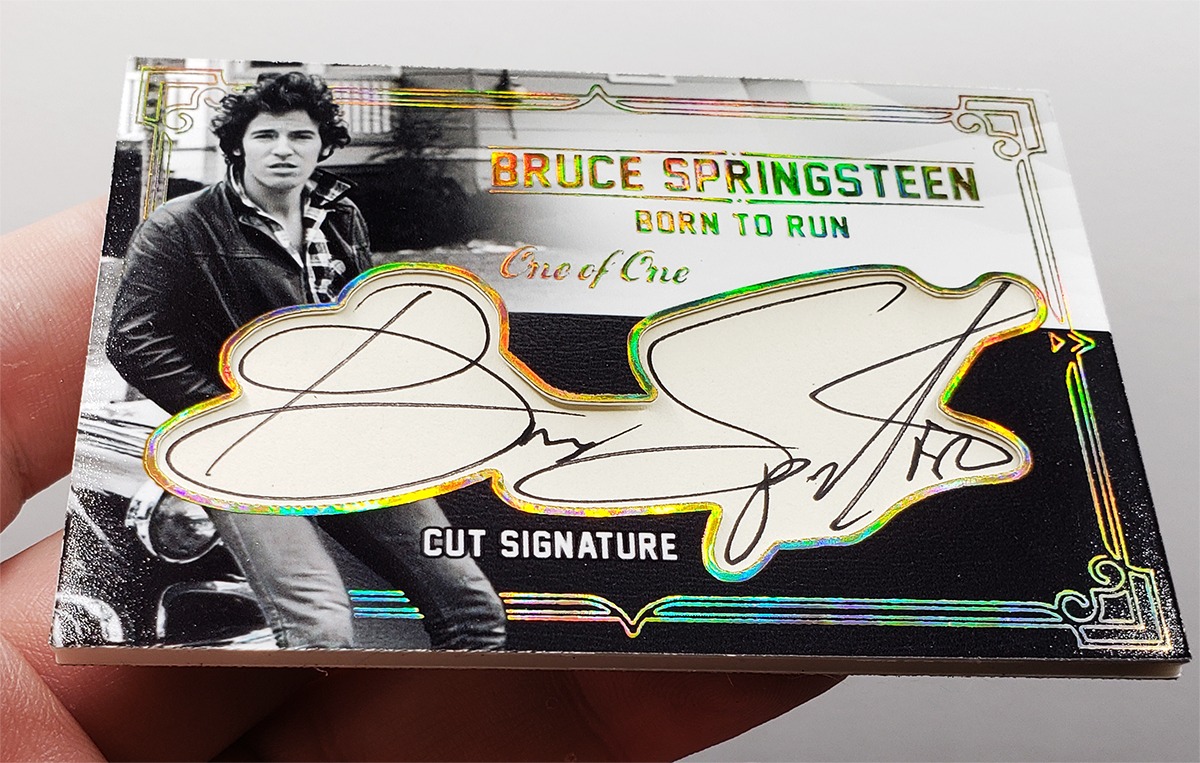 BRUCE SPRINGSTEEN
BORN TO RUN
One of One
CUT SIGNATURE